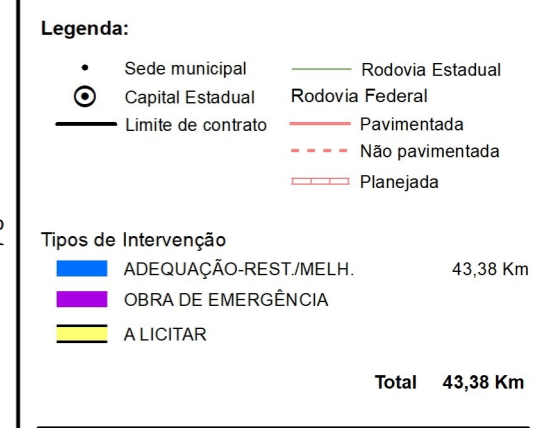 Legenda:
Sede municipal
Capital Estadual
Limite de contrato
Rodovia Estadual
Rodovia Federal
Pavimentada
Não pavimentada
Planejada
Tipos de Intervenção
ADEQUAÇÃO-REST./MELH. 43,38 Km
OBRA DE EMERGÊNCIA
A LICITAR
Total 43,38 Km